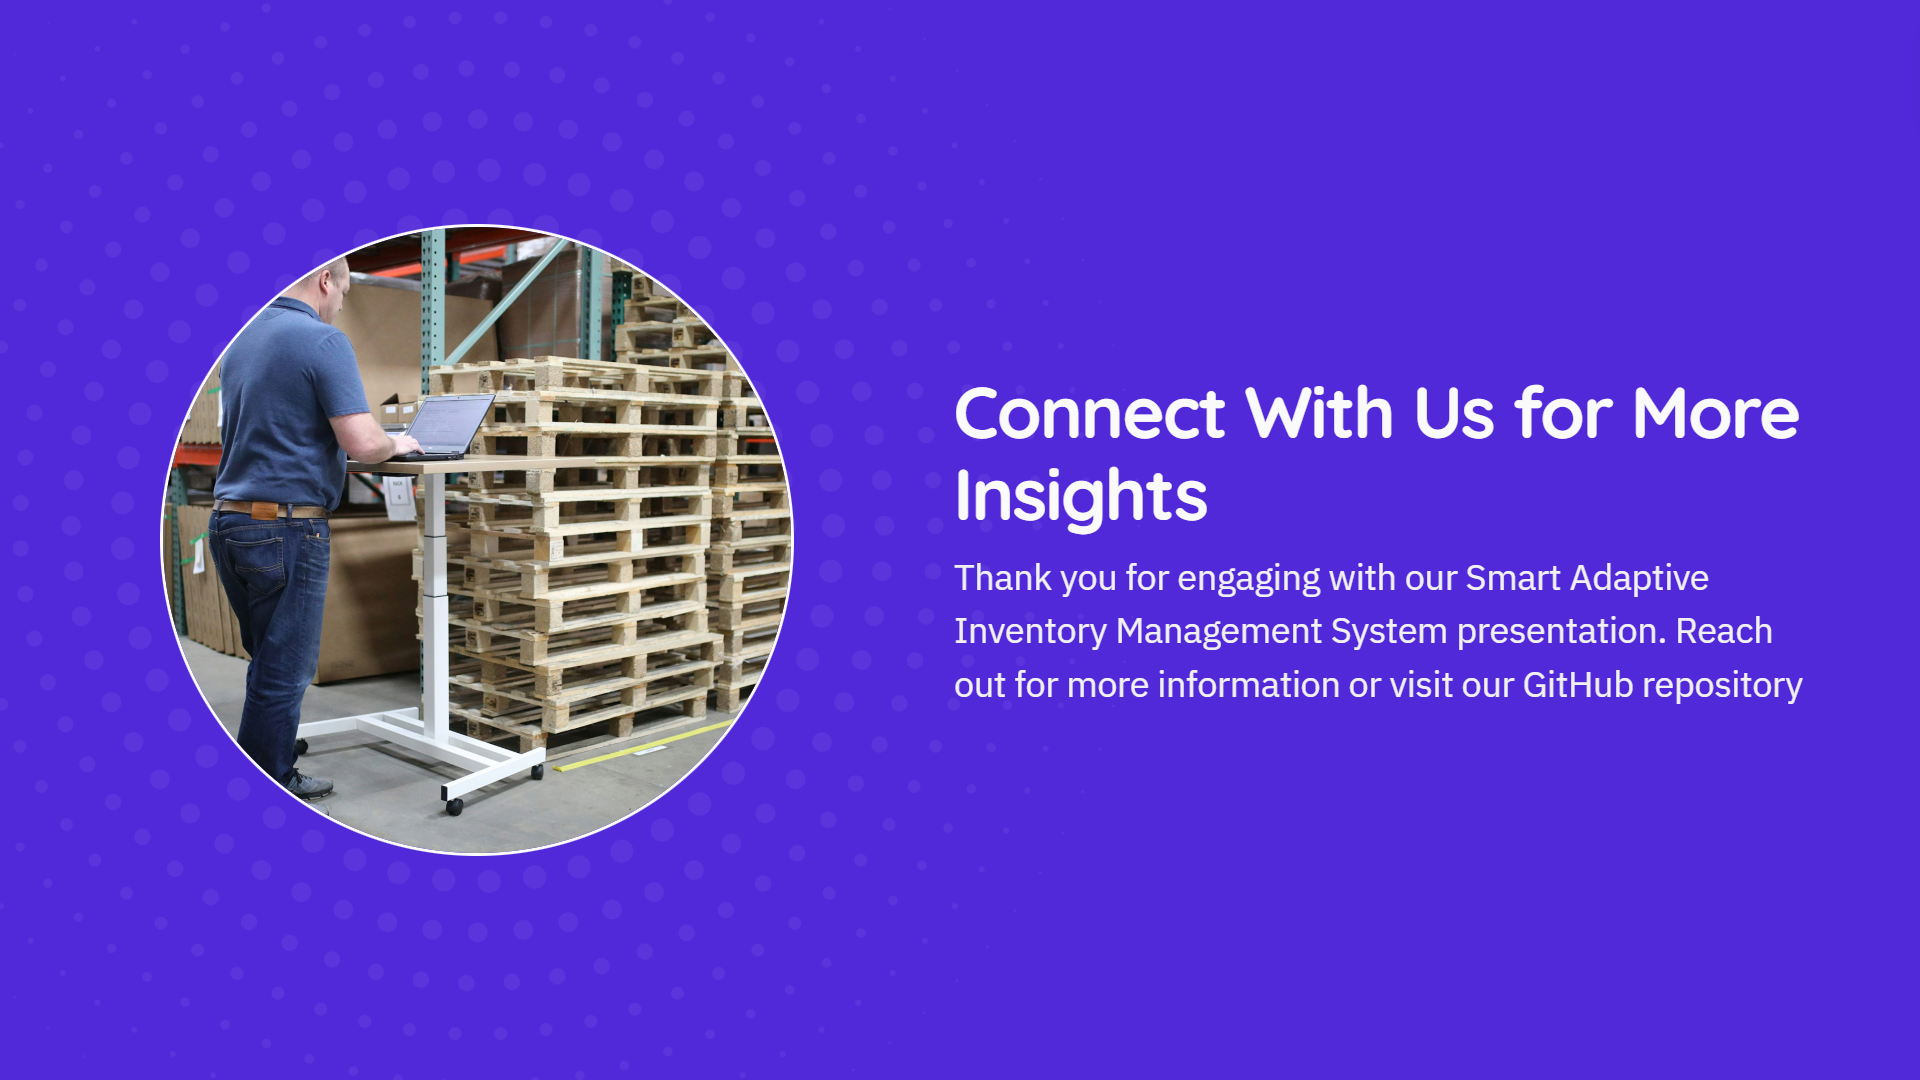 Connect With Us for More
Insights
Thank you for engaging with our Smart Adaptive
Inventory Management System presentation. Reach
out for more information or visit our GitHub repository